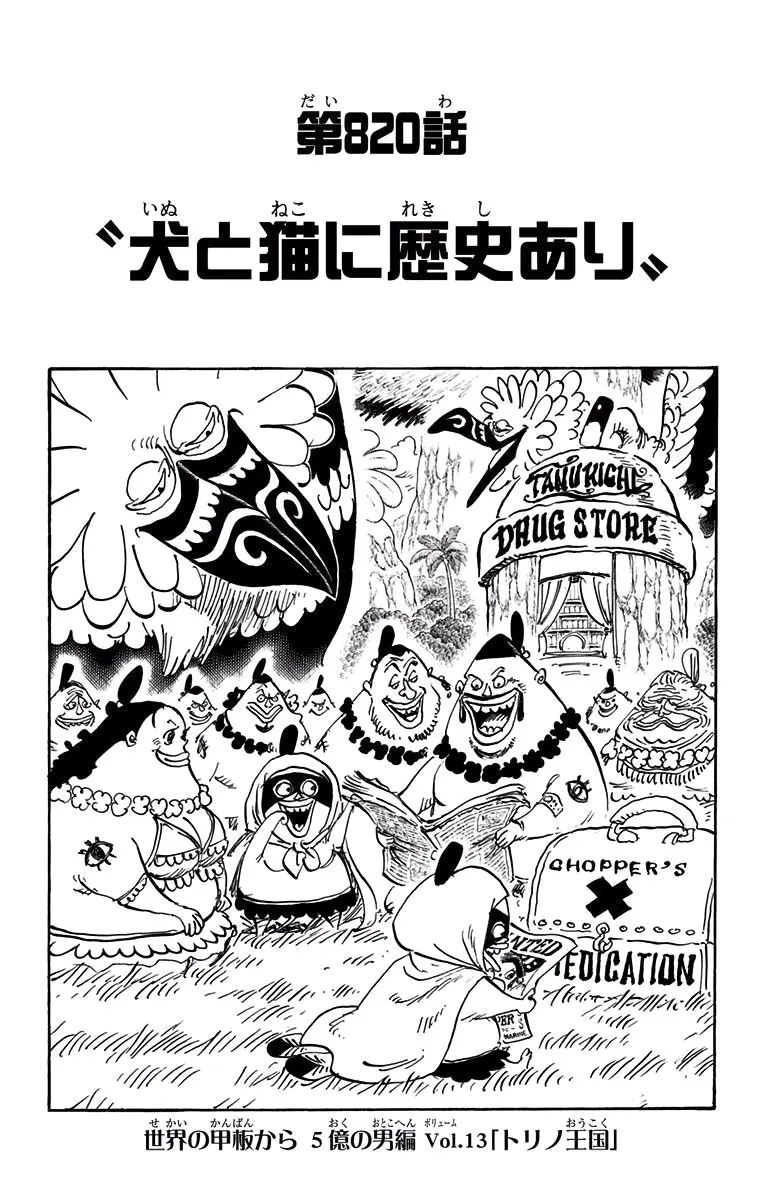 第820話
〝犬と猫に歴史あり〟
TANUKICHI
DRUG STORE
CHOPPER'S
MEDICATION
世界の甲板から 5億の男編 Vol.13「トリノ王国」